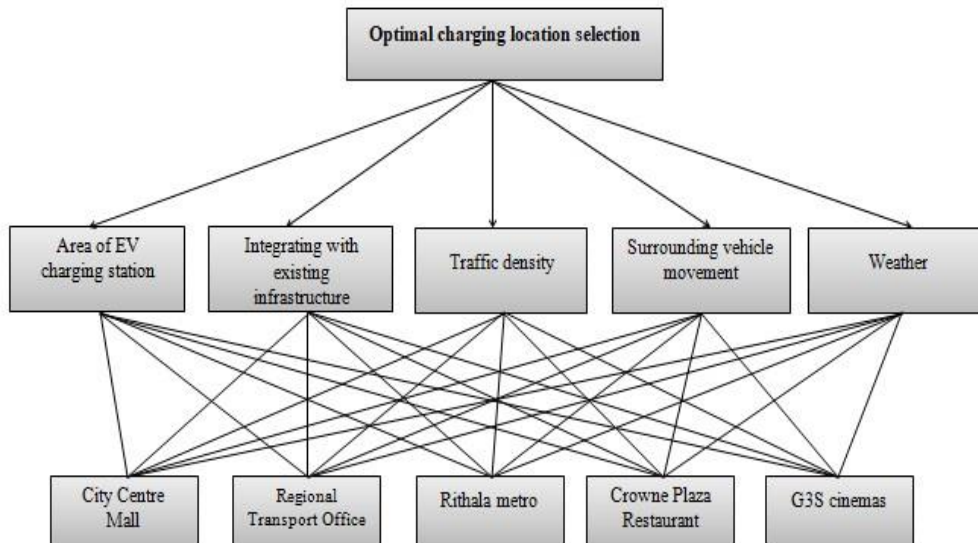 Optimal charging location selection
Area of EV
charging station
Integrating with
existing
infrastructure
Traffic density
Surrounding vehicle
movement
Weather
City Centre
Mall
Regional
Transport Office
Rithala metro
Crowne Plaza
Restaurant
G3S cinemas